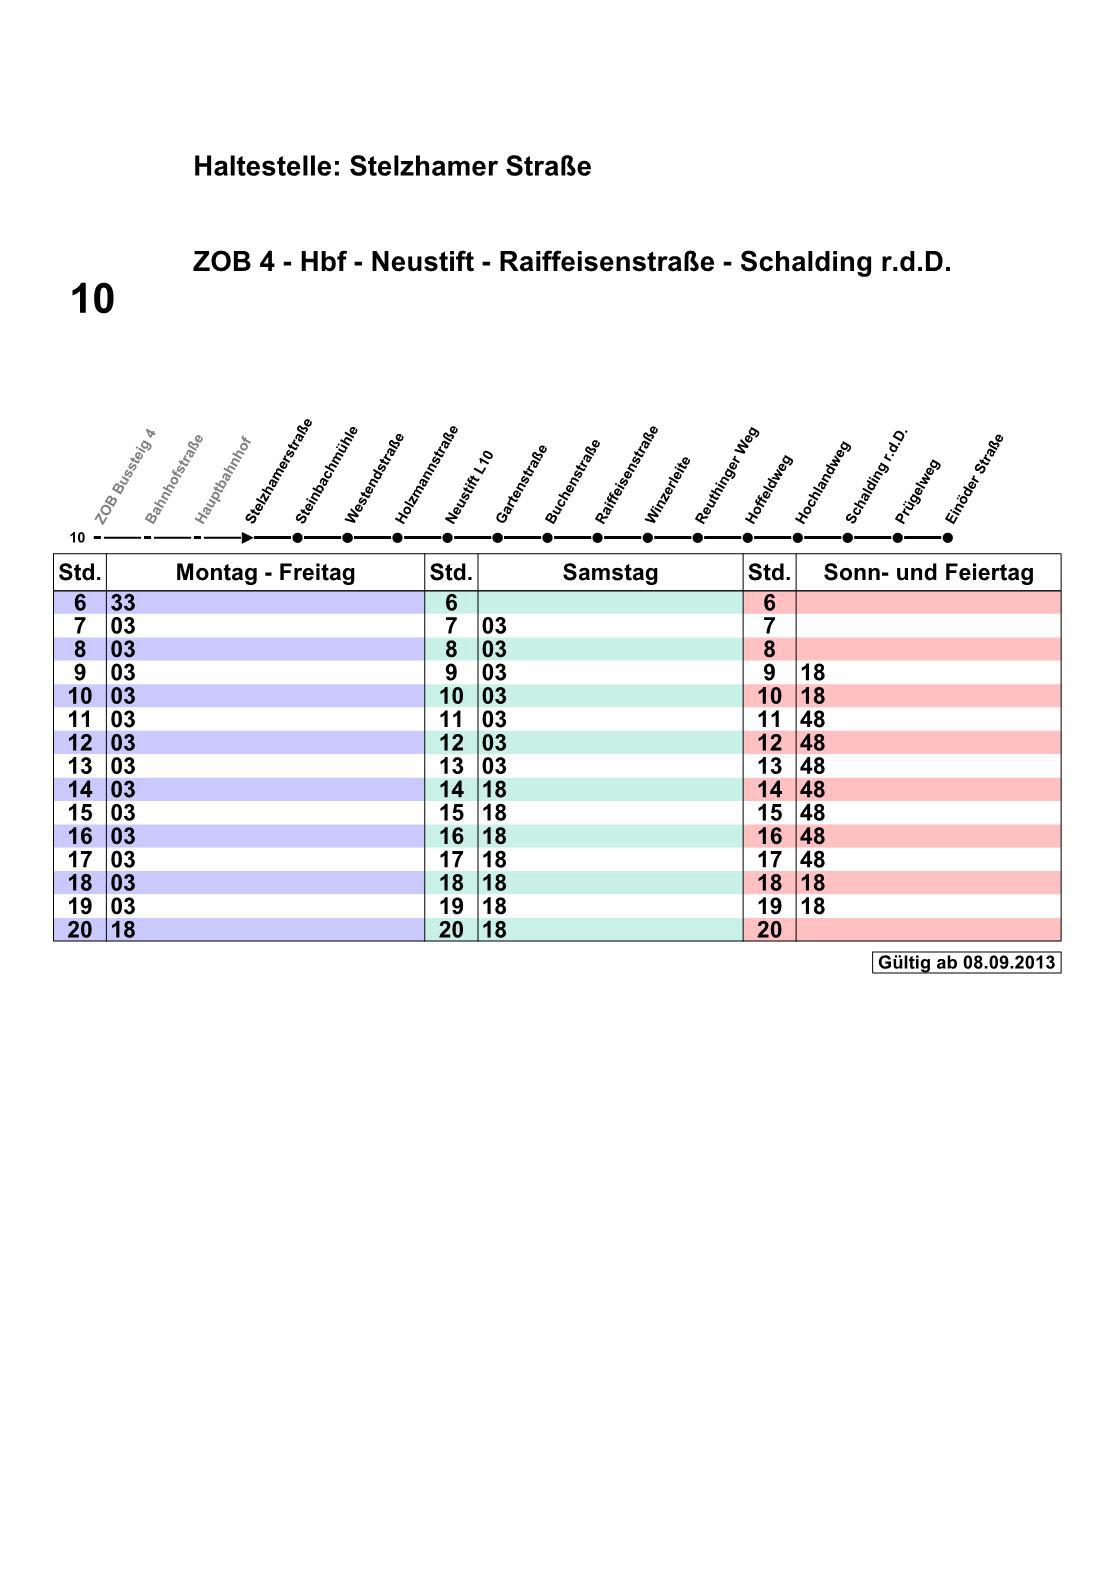 Haltestelle: Stelzhamer Straße
ZOB 4 - Hbf - Neustift - Raiffeisenstraße - Schalding r.d.D.
10
ZOB Bussteig 4
Bahnhofstraße
Hauptbahnhof
Stelzhamerstraße
Steinbachmühle
Westendstraße
Holzmannstraße
Neustift L10
Gartenstraße
Buchenstraße
Raiffeisenstraße
Winzerleite
Reuthinger Weg
Hoffeldweg
Hochlandweg
Schalding r.d.D.
Prügelweg
Einöder Straße
10
Std. Montag - Freitag Std. Samstag Std. Sonn- und Feiertag
6 33 6 6
7 03 7 03 7
8 03 8 03 8
9 03 9 03 9 18
10 03 10 03 10 18
11 03 11 03 11 48
12 03 12 03 12 48
13 03 13 03 13 48
14 03 14 18 14 48
15 03 15 18 15 48
16 03 16 18 16 48
17 03 17 18 17 48
18 03 18 18 18 18
19 03 19 18 19 18
20 18 20 18 20
Gültig ab 08.09.2013